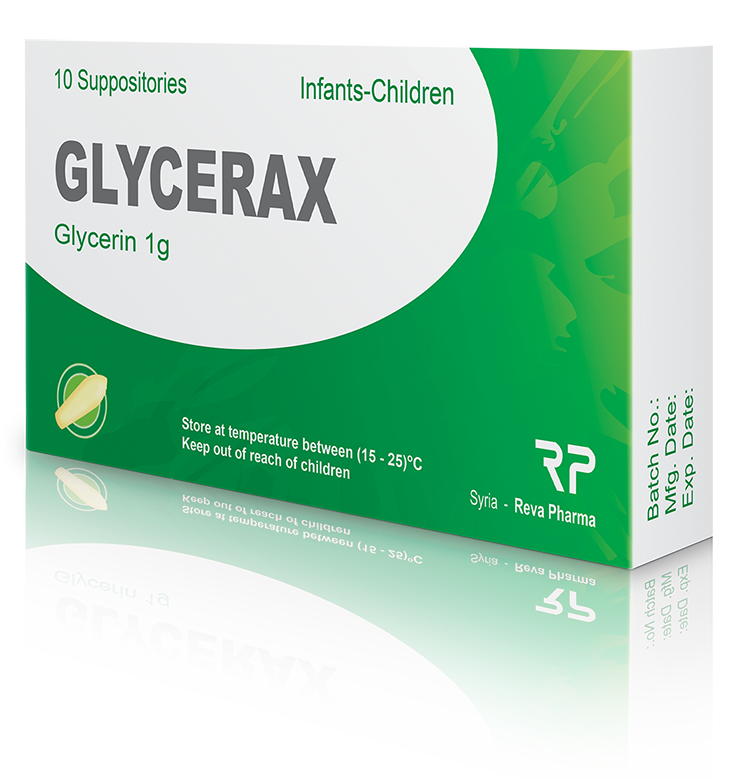 10 Suppositories
Infants-Children
GLYCERAX
Glycerin 1g
Store at temperature between (15 - 25)°C
Keep out of reach of children
RP
Syria - Reva Pharma
Batch No.:
Mfg. Date:
Exp. Date: